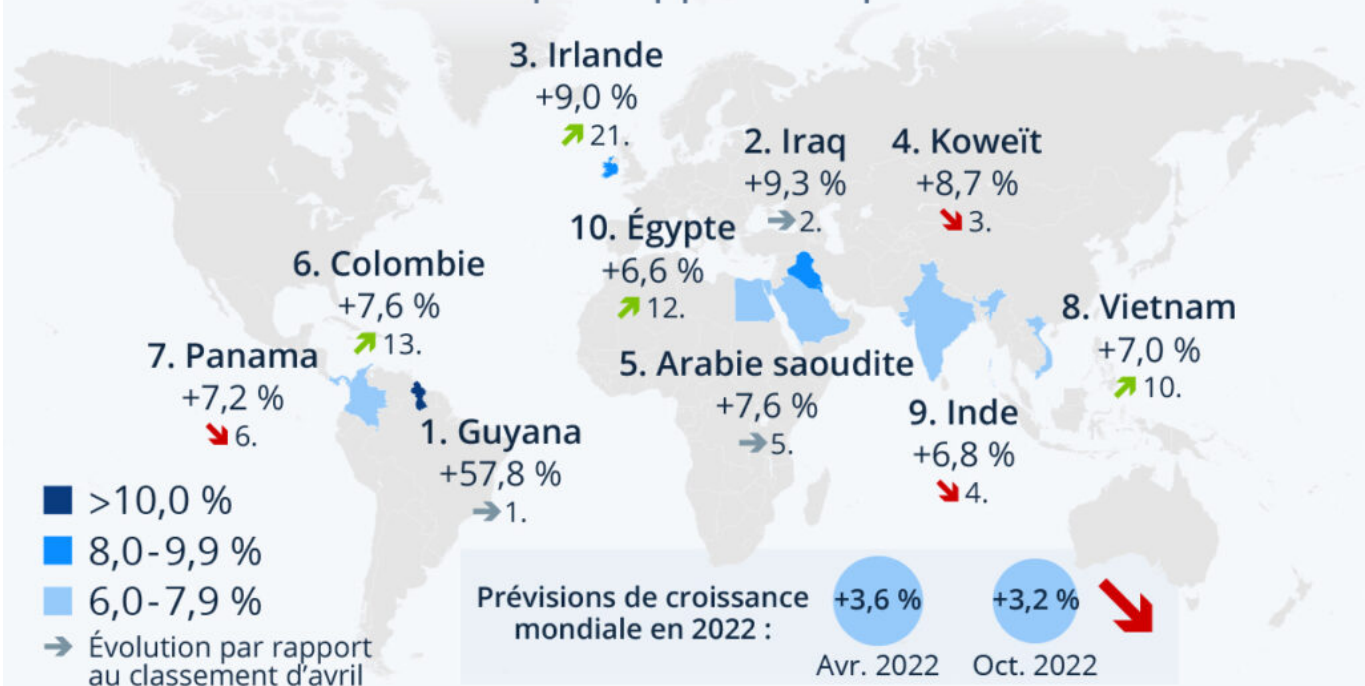 3. Irlande
+9,0 %
21.
2. Iraq
+9,3 %
2.
4. Koweït
+8,7 %
3.
10. Égypte
+6,6 %
12.
6. Colombie
+7,6 %
13.
8. Vietnam
+7,0 %
10.
7. Panama
+7,2 %
6.
5. Arabie saoudite
+7,6 %
5.
9. Inde
+6,8 %
4.
1. Guyana
+57,8 %
1.
>10,0 %
8,0-9,9 %
6,0-7,9 %
Évolution par rapport
au classement d'avril
Prévisions de croissance
mondiale en 2022 :
+3,6 %
Avr. 2022
+3,2 %
Oct. 2022